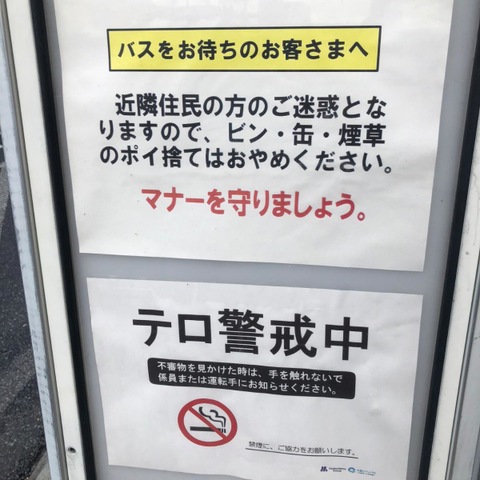 バスをお待ちのお客さまへ
近隣住民の方のご迷惑とな
りますので、ビン・缶・煙草
のポイ捨てはおやめください。
マナーを守りましょう。
テロ警戒中
不審物を見かけた時は、手を触れないで
係員または運転手にお知らせください。
禁煙に、ご協力をお願いします。